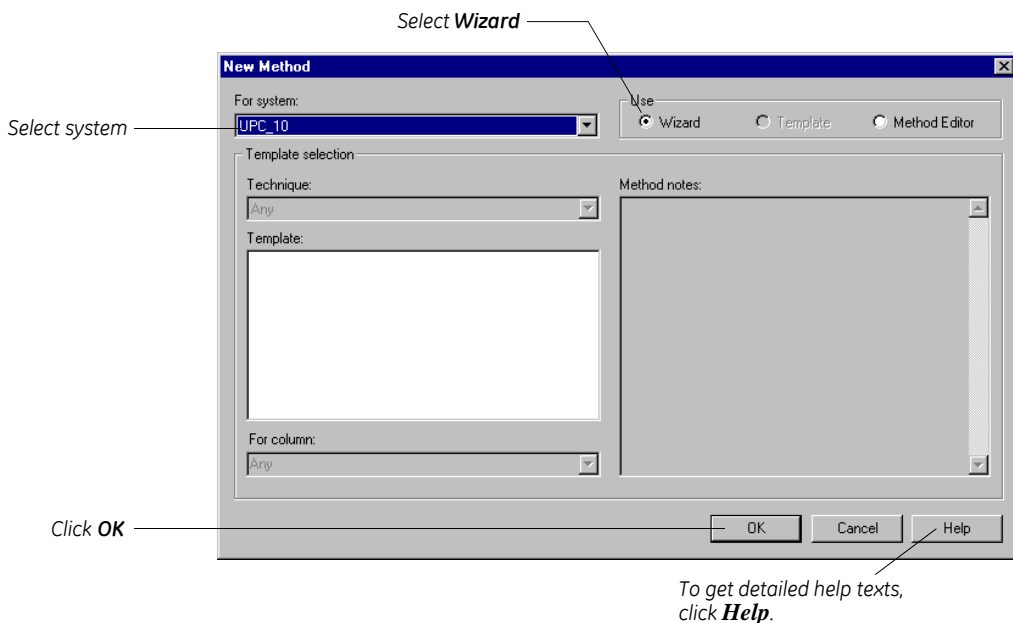 Select Wizard
New Method
Select system
For system:
UPC_10
Use
Wizard
Template
Method Editor
Template selection
Technique:
Any
Template:
Method notes:
For column:
Any
Click OK
OK
Cancel
Help
To get detailed help texts,
click Help.